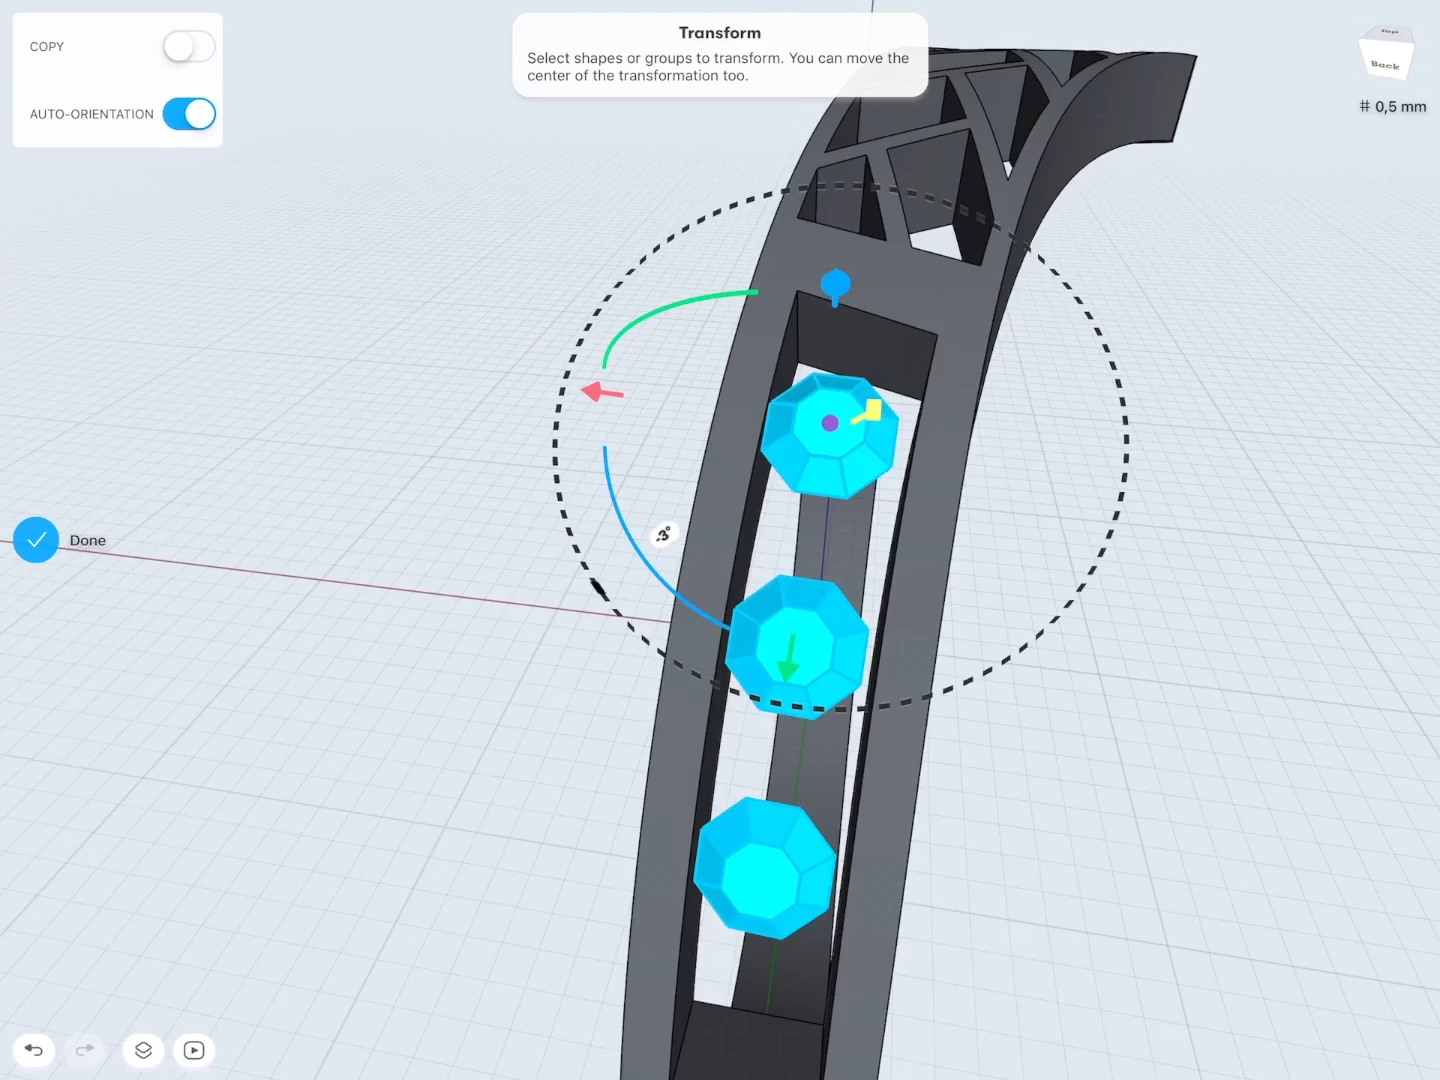 COPY
Transform
Select shapes or groups to transform. You can move the
center of the transformation too.
AUTO-ORIENTATION
Top
Back
0,5 mm
Done